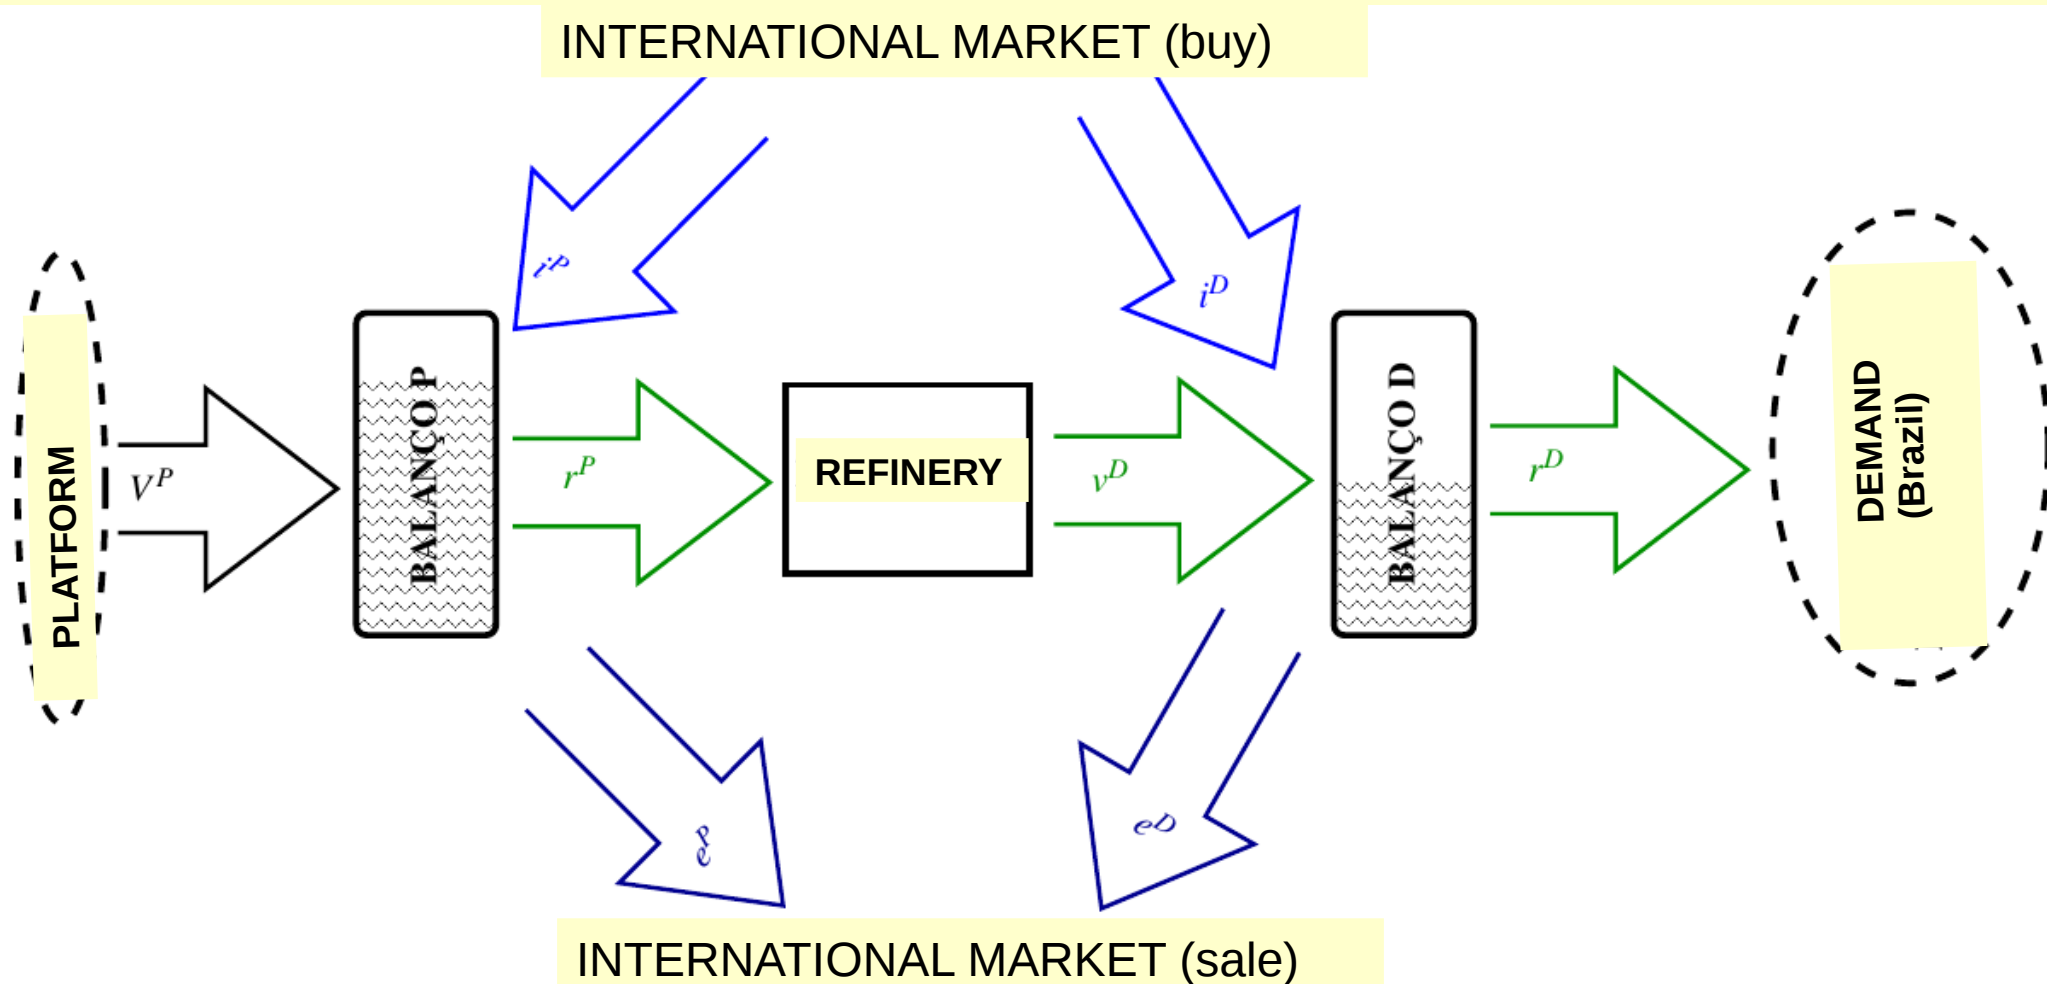 INTERNATIONAL MARKET (buy)
i^P
i^D
PLATFORM
V^P
BALANÇO P
r^P
REFINERY
v^D
BALANÇO D
r^D
DEMAND
(Brazil)
e^P
e^D
INTERNATIONAL MARKET (sale)